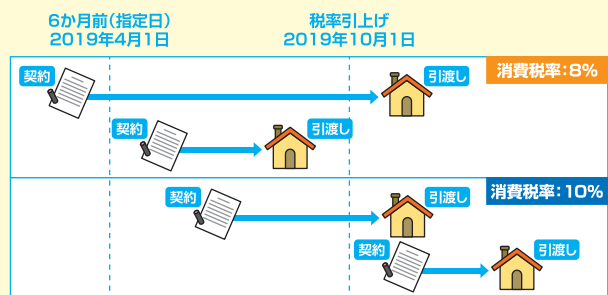 6か月前(指定日)
2019年4月1日
税率引上げ
2019年10月1日
消費税率：8%
契約
引渡し
契約
引渡し
消費税率：10%
契約
引渡し
契約
引渡し